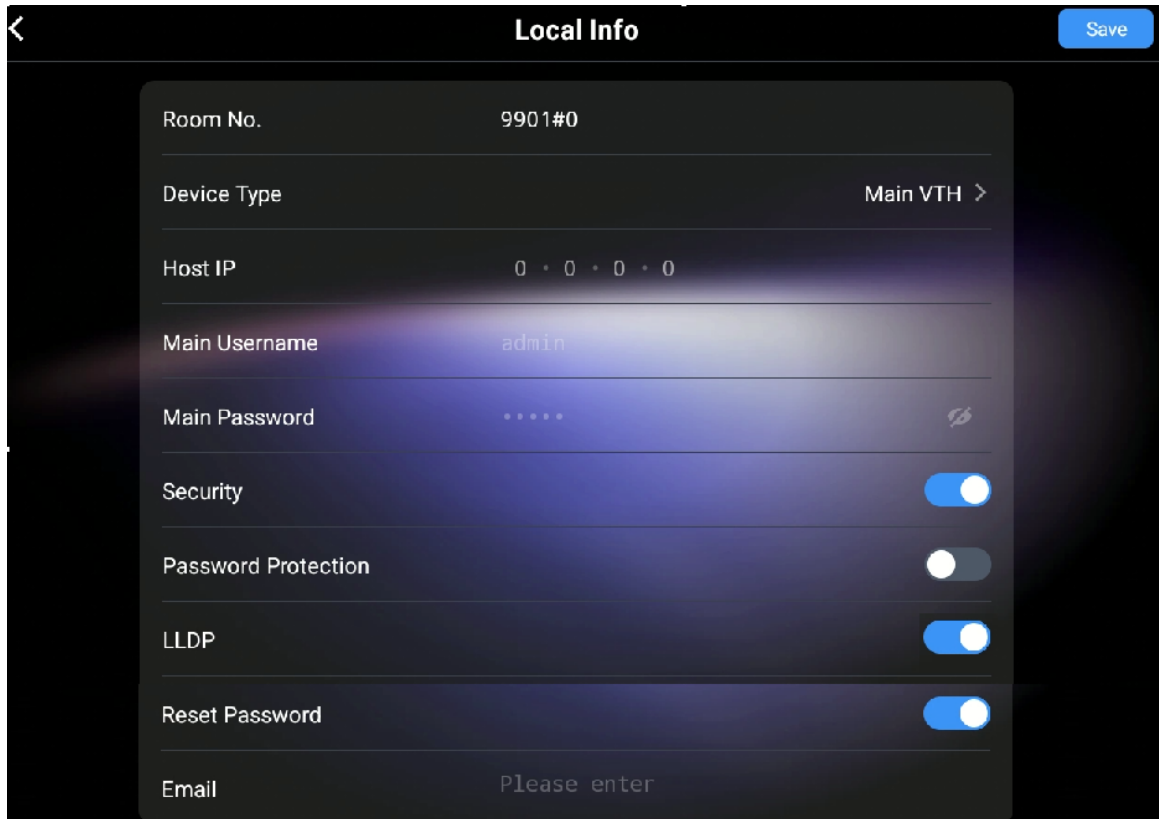 Local Info
Save
Room No. 9901#0
Device Type Main VTH
Host IP 0 . 0 . 0 . 0
Main Username admin
Main Password •••••
Security
Password Protection
LLDP
Reset Password
Email Please enter